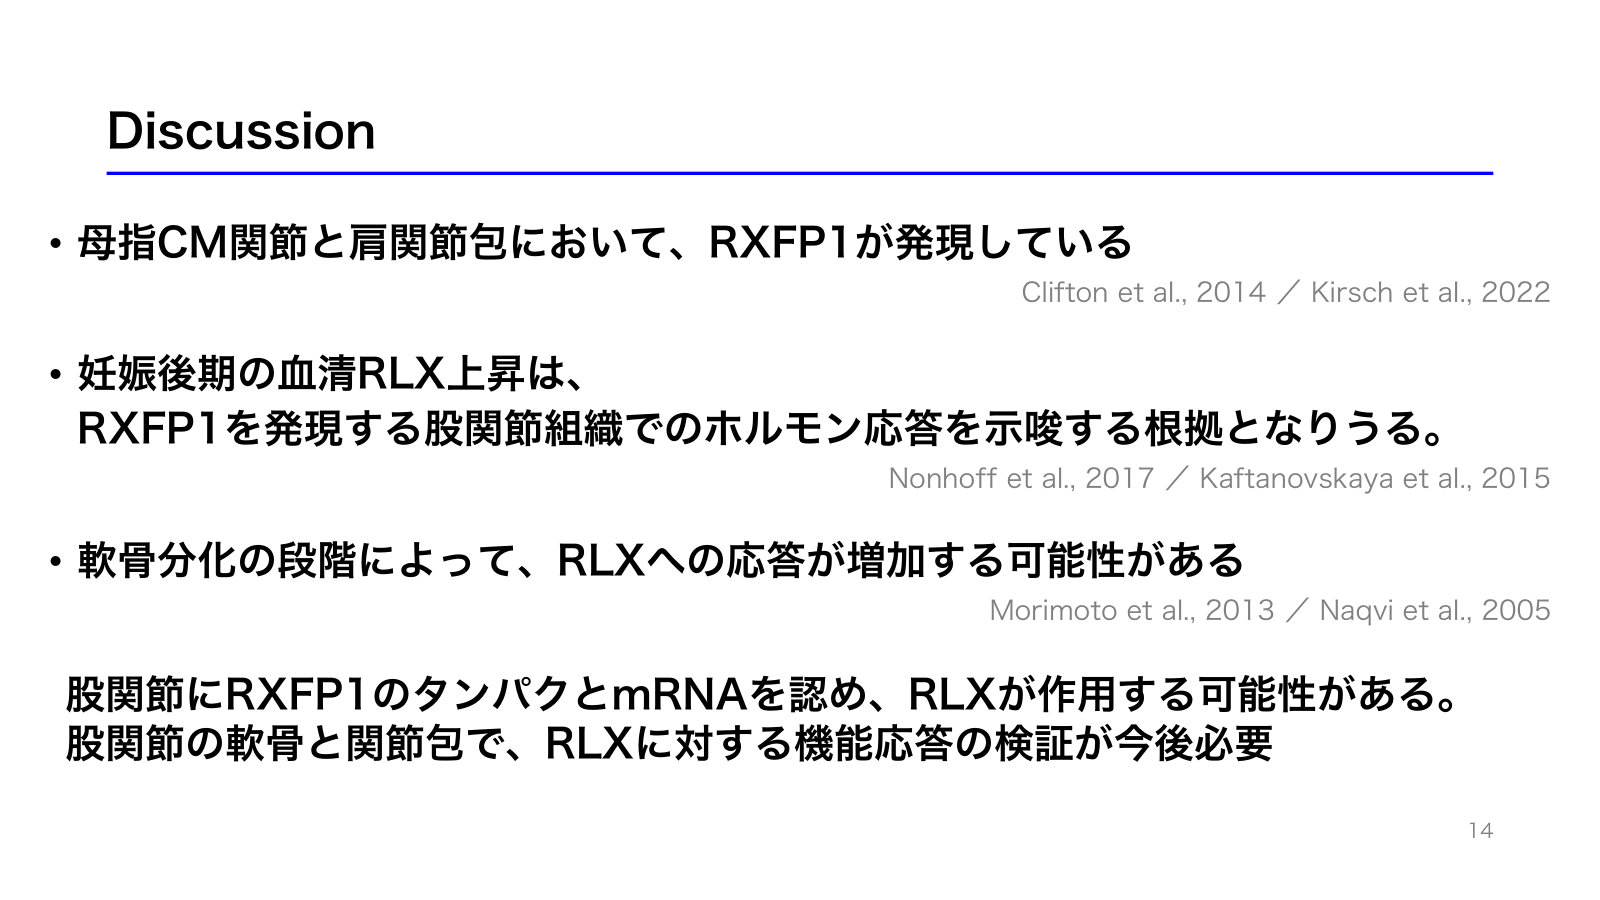 Discussion
• 母指CM関節と肩関節包において、RXFP1が発現している
Clifton et al., 2014 ／ Kirsch et al., 2022
• 妊娠後期の血清RLX上昇は、
RXFP1を発現する股関節組織でのホルモン応答を示唆する根拠となりうる。
Nonhoff et al., 2017 ／ Kaftanovskaya et al., 2015
• 軟骨分化の段階によって、RLXへの応答が増加する可能性がある
Morimoto et al., 2013 ／ Naqvi et al., 2005
股関節にRXFP1のタンパクとmRNAを認め、RLXが作用する可能性がある。
股関節の軟骨と関節包で、RLXに対する機能応答の検証が今後必要
14